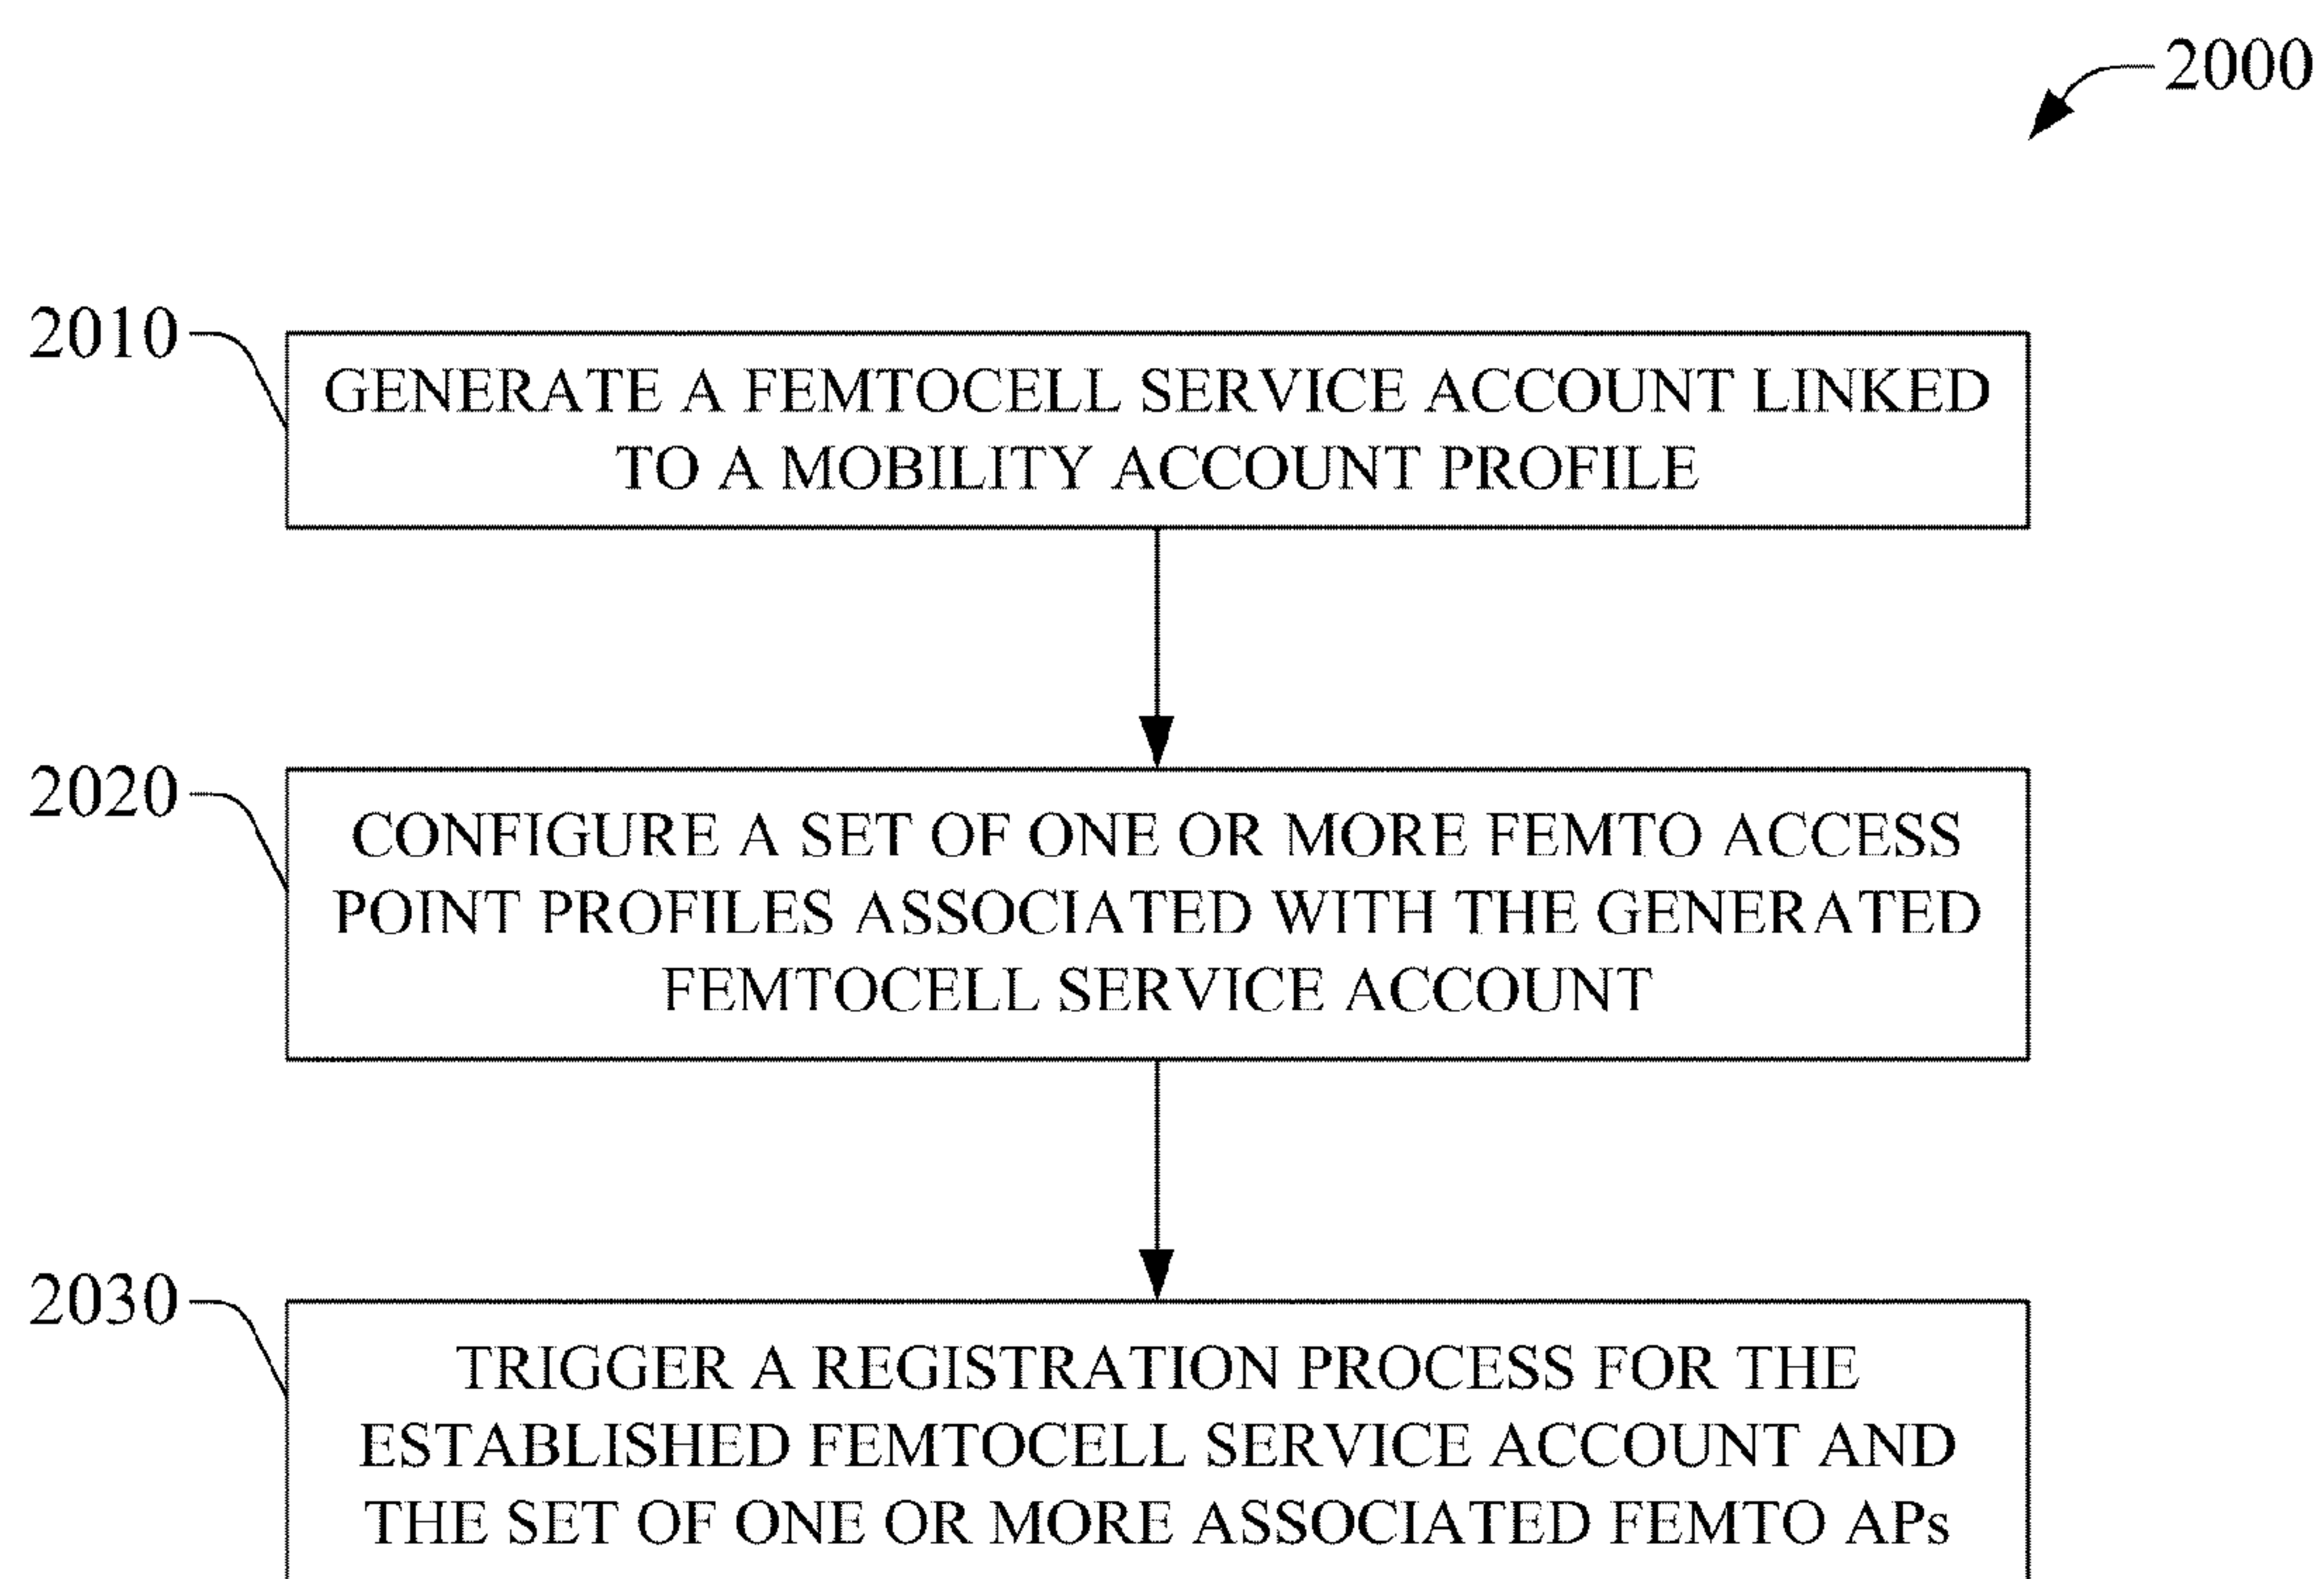 2000
2010
GENERATE A FEMTOCELL SERVICE ACCOUNT LINKED
TO A MOBILITY ACCOUNT PROFILE
2020
CONFIGURE A SET OF ONE OR MORE FEMTO ACCESS
POINT PROFILES ASSOCIATED WITH THE GENERATED
FEMTOCELL SERVICE ACCOUNT
2030
TRIGGER A REGISTRATION PROCESS FOR THE
ESTABLISHED FEMTOCELL SERVICE ACCOUNT AND
THE SET OF ONE OR MORE ASSOCIATED FEMTO APs